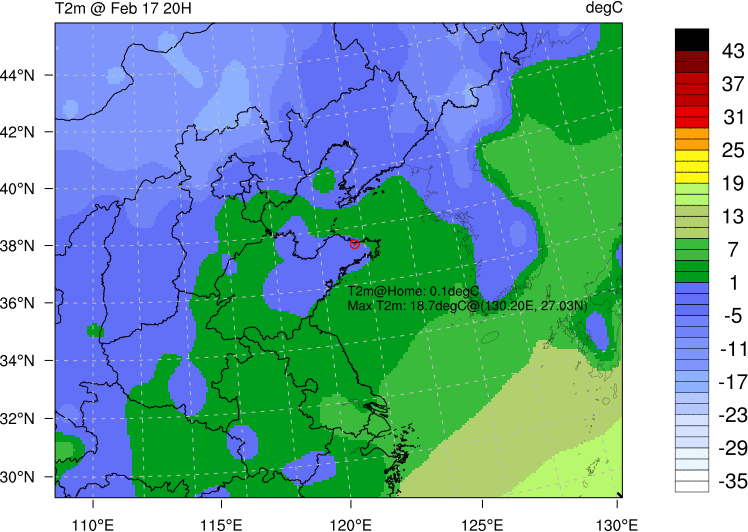 T2m @ Feb 17 20H
degC
44°N
42°N
40°N
38°N
36°N
34°N
32°N
30°N
110°E
115°E
120°E
125°E
130°E
T2m@Home: 0.1degC
Max T2m: 18.7degC@(130.20E, 27.03N)
43
37
31
25
19
13
7
1
-5
-11
-17
-23
-29
-35